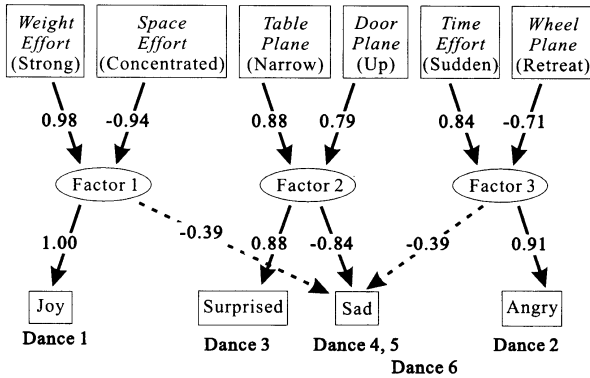 Weight Effort (Strong)
Space Effort (Concentrated)
Table Plane (Narrow)
Door Plane (Up)
Time Effort (Sudden)
Wheel Plane (Retreat)
0.98 -0.94 0.88 0.79 0.84 -0.71
Factor 1 Factor 2 Factor 3
1.00 -0.39 0.88 -0.84 -0.39 0.91
Joy Surprised Sad Angry
Dance 1 Dance 3 Dance 4, 5 Dance 2
Dance 6